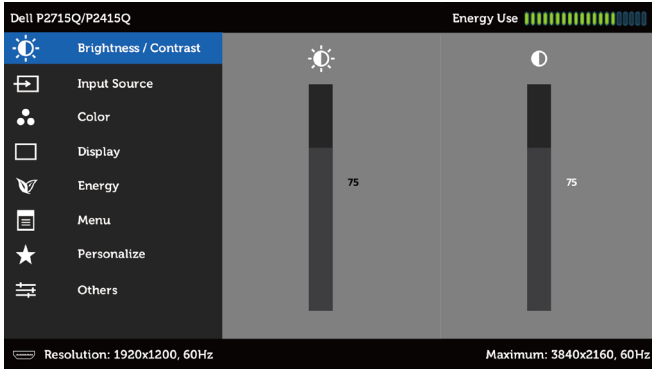 Dell P2715Q/P2415Q
Energy Use
Brightness / Contrast
Input Source
Color
Display
Energy
Menu
Personalize
Others
75
75
Resolution: 1920x1200, 60Hz
Maximum: 3840x2160, 60Hz